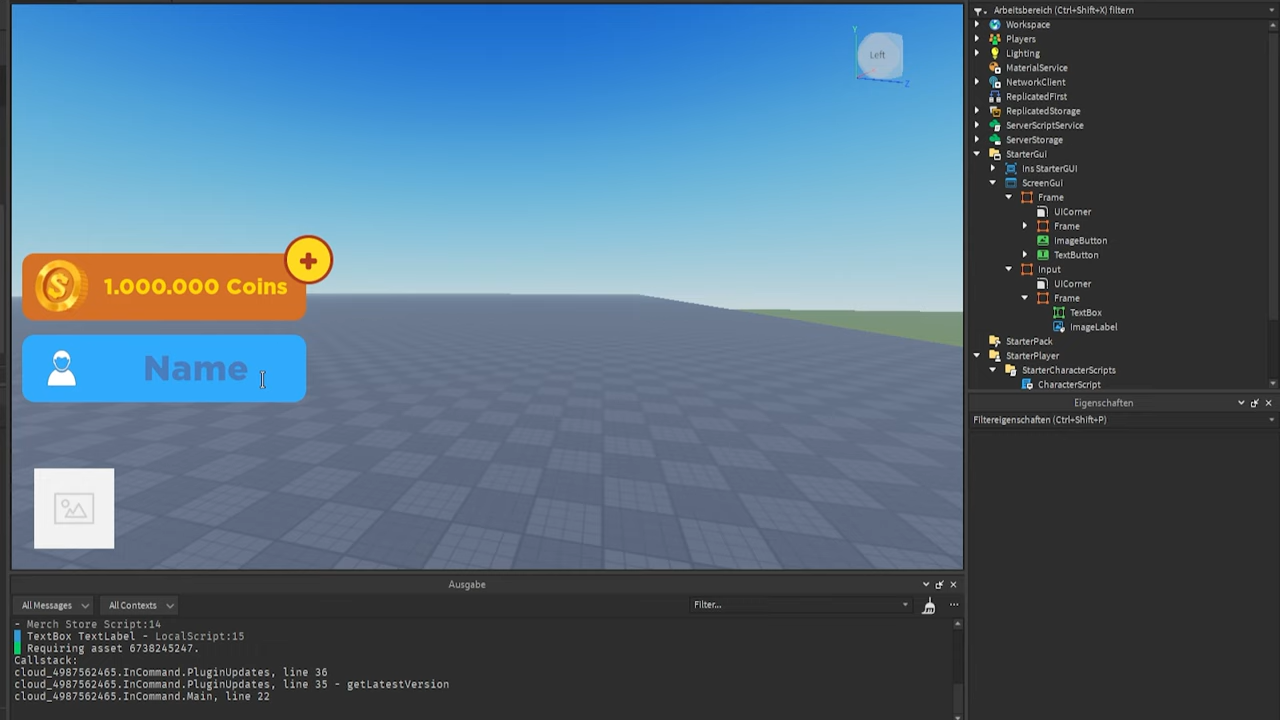 Arbeitsbereich (Ctrl+Shift+X) filtern
Workspace
Players
Lighting
MaterialService
NetworkClient
ReplicatedFirst
ReplicatedStorage
ServerScriptService
ServerStorage
StarterGui
Ins StarterGUI
ScreenGui
Frame
UICorner
Frame
ImageButton
TextButton
Input
UICorner
Frame
TextBox
ImageLabel
StarterPack
StarterPlayer
StarterCharacterScripts
CharacterScript
Eigenschaften
Filtereigenschaften (Ctrl+Shift+P)
Y
Left
Z
+
$ 1.000.000 Coins
Name
Ausgabe
All Messages
All Contexts
Filter...
- Merch Store Script:14
TextBox TextLabel - LocalScript:15
Requiring asset 6738245247.
Callstack:
cloud_4987562465.InCommand.PluginUpdates, line 36
cloud_4987562465.InCommand.PluginUpdates, line 35 - getLatestVersion
cloud_4987562465.InCommand.Main, line 22